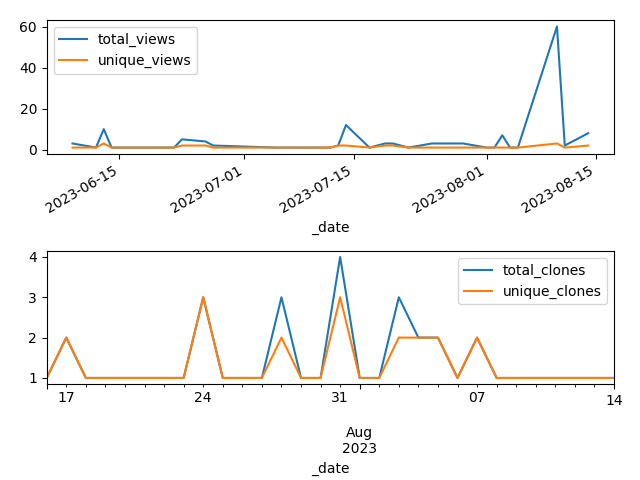 60
40
20
0
total_views
unique_views
2023-06-15
2023-07-01
2023-07-15
2023-08-01
2023-08-15
_date
4
3
2
1
total_clones
unique_clones
17
24
31
07
14
Aug
2023
_date